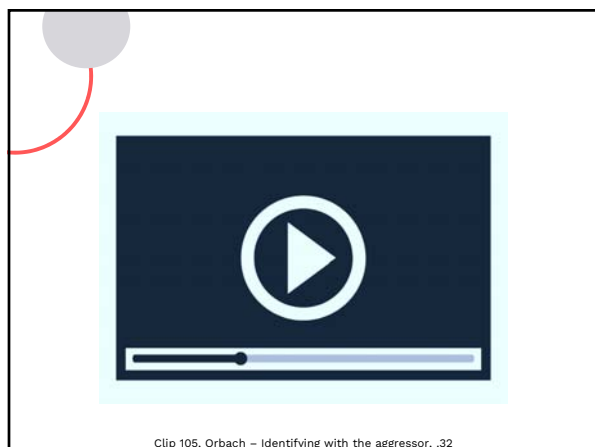 Clip 105. Orbach – Identifying with the aggressor. .32